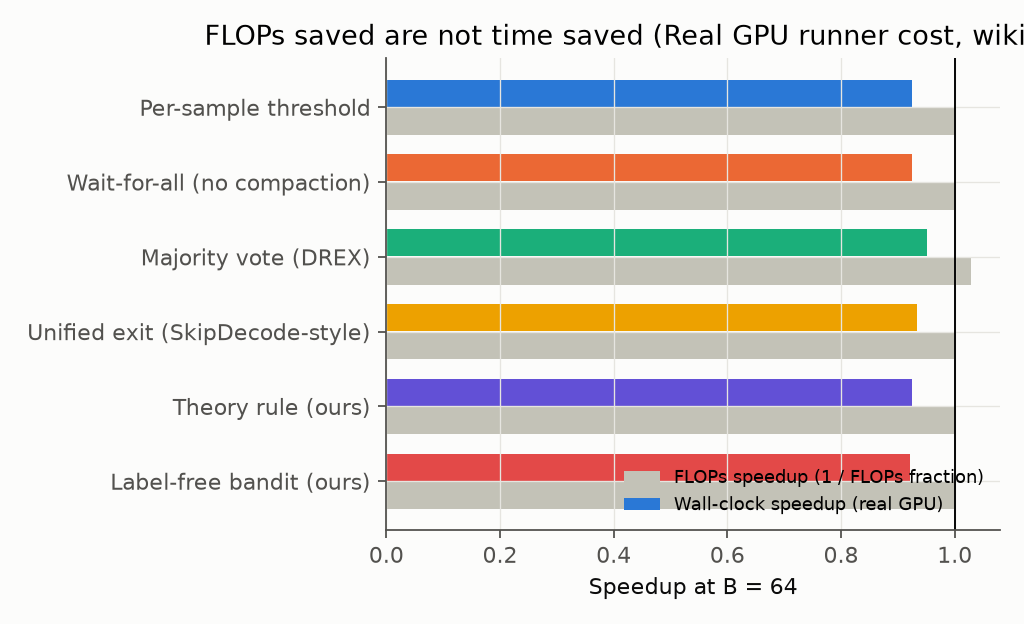 FLOPs saved are not time saved (Real GPU runner cost, wiki
Per-sample threshold
Wait-for-all (no compaction)
Majority vote (DREX)
Unified exit (SkipDecode-style)
Theory rule (ours)
Label-free bandit (ours)
FLOPs speedup (1 / FLOPs fraction)
Wall-clock speedup (real GPU)
0.0 0.2 0.4 0.6 0.8 1.0
Speedup at B = 64